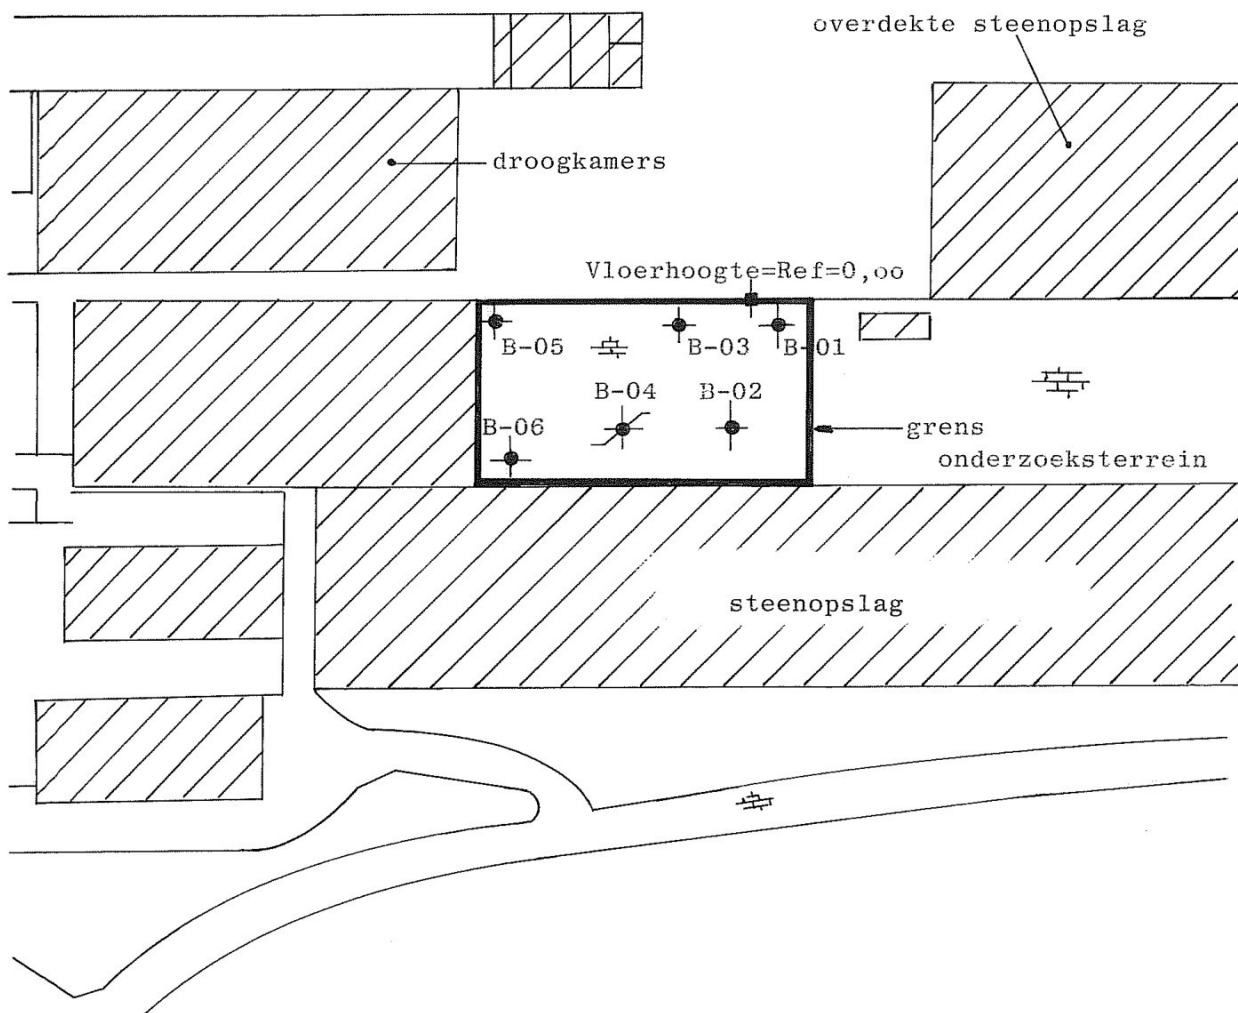 overdekte steenopslag
droogkamers
Vloerhoogte=Ref=0,oo
B-05
B-03
B-01
B-04
B-02
B-06
grens
onderzoeksterrein
steenopslag